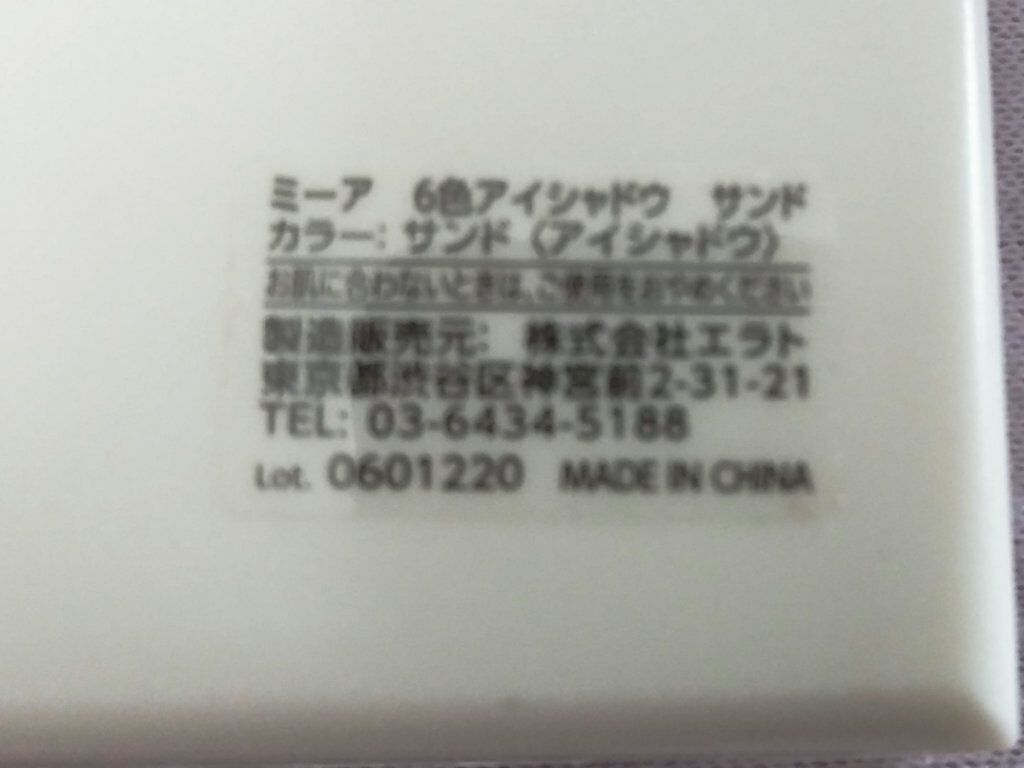 ミーア 6色アイシャドウ サンド
カラー: サンド (アイシャドウ)
お肌に合わないときは、ご使用をおやめください
製造販売元: 株式会社エラト
東京都渋谷区神宮前2-31-21
TEL: 03-6434-5188
Lot. 0601220 MADE IN CHINA